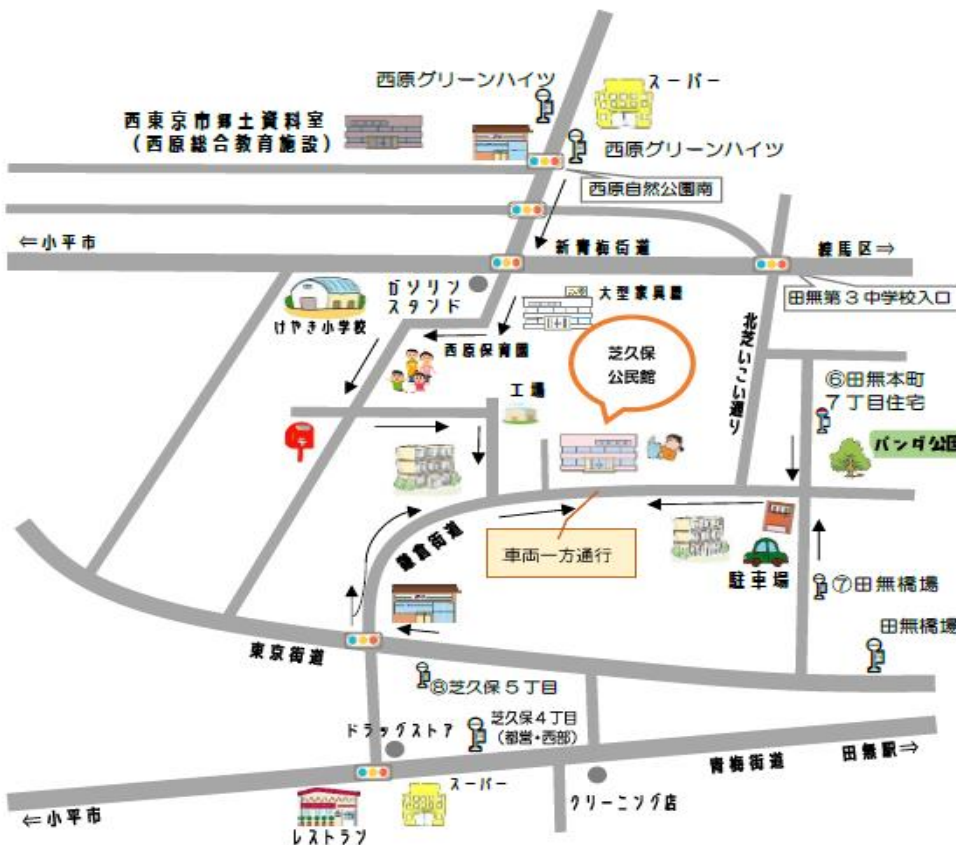 西原グリーンハイツ
スーパー
西東京市郷土資料室
(西原総合教育施設)
西原グリーンハイツ
西原自然公園南
⇐小平市
新青梅街道
練馬区⇒
ガソリン
スタンド
大型家具屋
田無第3中学校入口
けやき小学校
西原保育園
芝久保
公民館
北芝いこい通り
⑥田無本町
7丁目住宅
工場
パンダ公園
鎌倉街道
車両一方通行
駐車場
⑦田無橋場
田無橋場
東京街道
⑧芝久保5丁目
芝久保4丁目
(都営・西部)
ドラッグストア
青梅街道
田無駅⇒
スーパー
クリーニング店
⇐小平市
レストラン